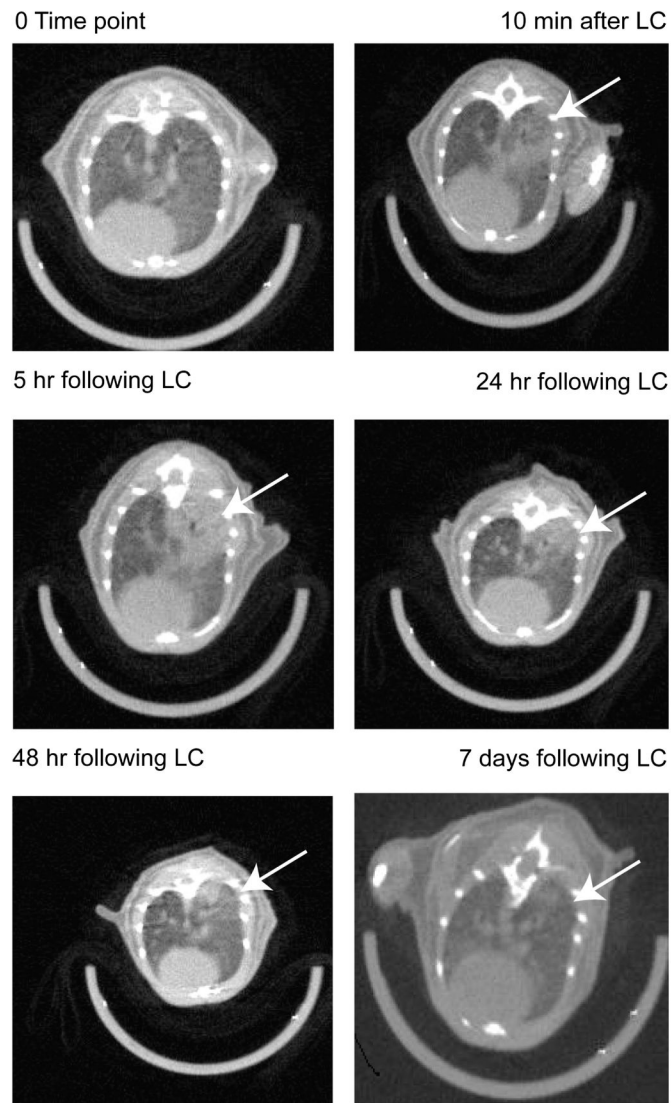 0 Time point
10 min after LC
5 hr following LC
24 hr following LC
48 hr following LC
7 days following LC